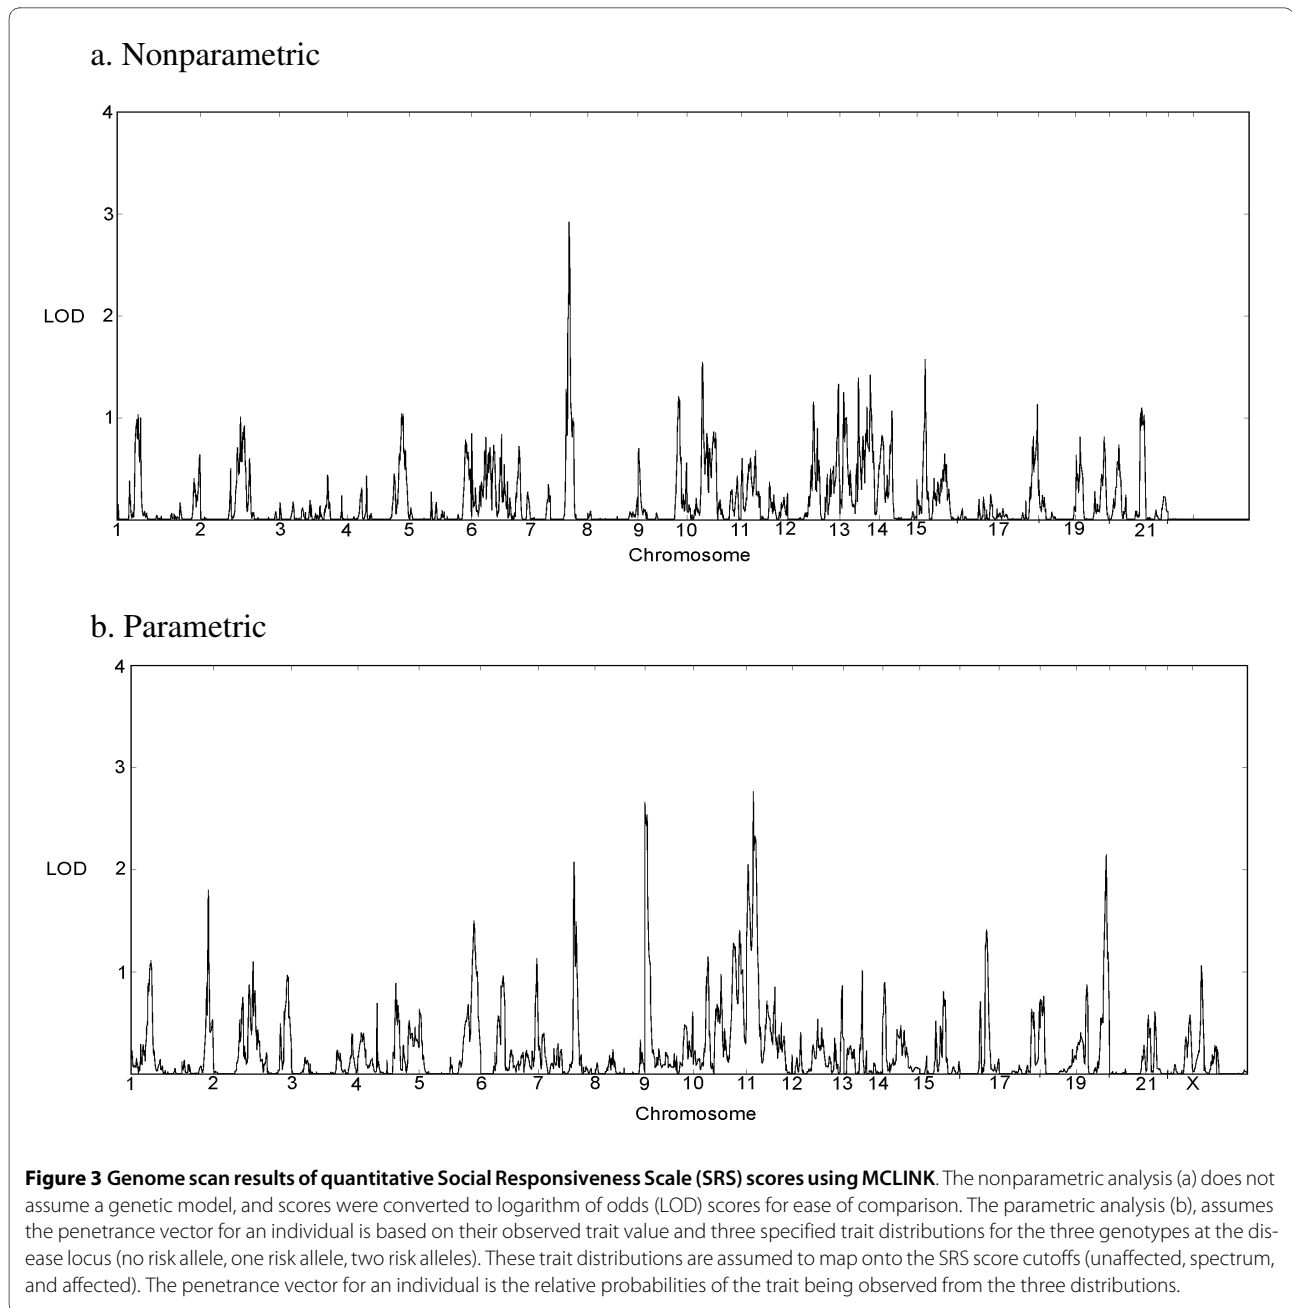 a. Nonparametric
4
3
LOD 2
1
1 2 3 4 5 6 7 8 9 10 11 12 13 14 15 17 19 21
Chromosome
b. Parametric
4
3
LOD 2
1
1 2 3 4 5 6 7 8 9 10 11 12 13 14 15 17 19 21 X
Chromosome
Figure 3 Genome scan results of quantitative Social Responsiveness Scale (SRS) scores using MCLINK. The nonparametric analysis (a) does not
assume a genetic model, and scores were converted to logarithm of odds (LOD) scores for ease of comparison. The parametric analysis (b), assumes
the penetrance vector for an individual is based on their observed trait value and three specified trait distributions for the three genotypes at the dis-
ease locus (no risk allele, one risk allele, two risk alleles). These trait distributions are assumed to map onto the SRS score cutoffs (unaffected, spectrum,
and affected). The penetrance vector for an individual is the relative probabilities of the trait being observed from the three distributions.